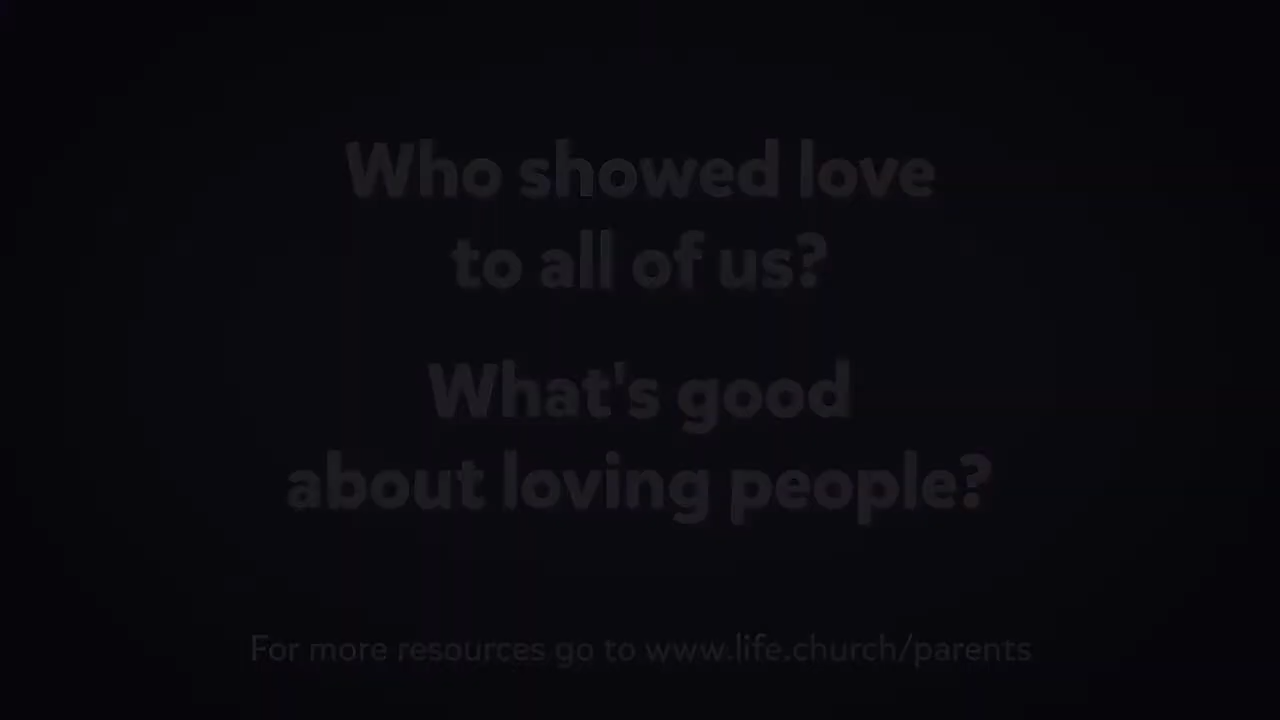 Who showed love
to all of us?
What's good
about loving people?
For more resources go to www.life.church/parents